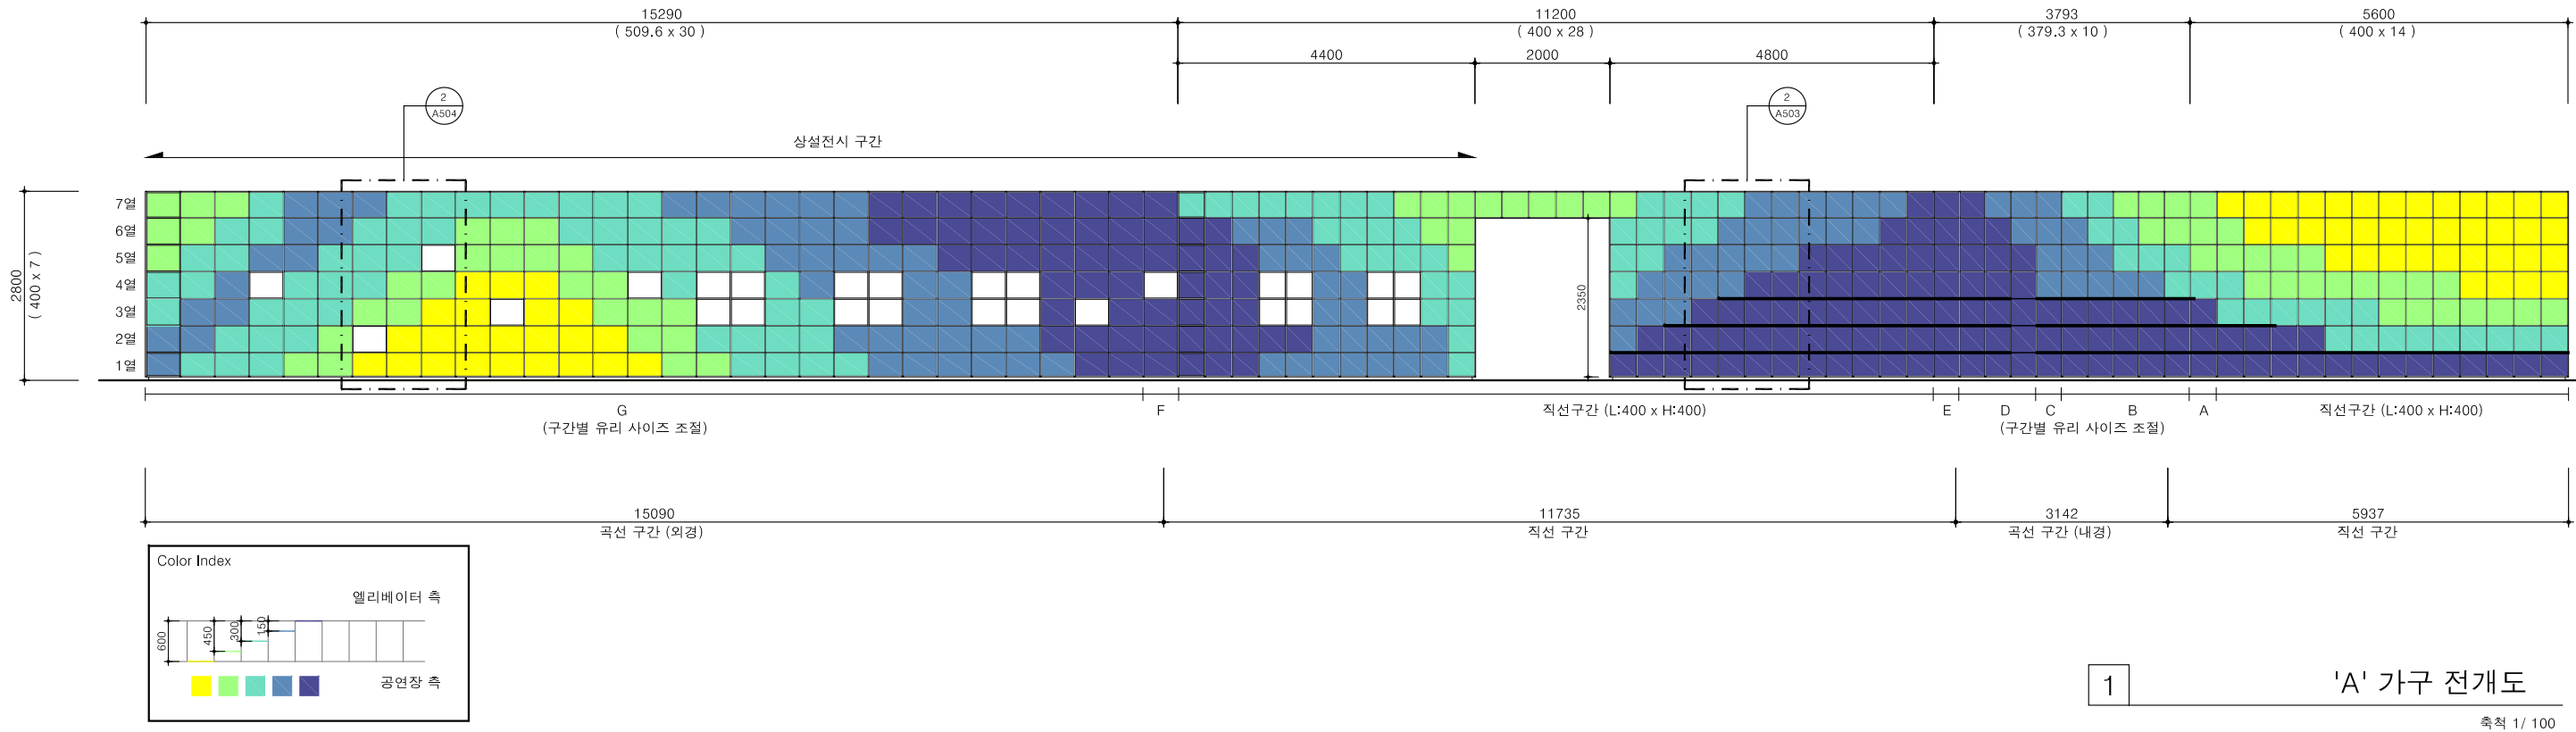 15290
( 509.6 x 30 )
11200
( 400 x 28 )
3793
( 379.3 x 10 )
5600
( 400 x 14 )
4400
2000
4800
2
A504
2
A503
상설전시 구간
2800
( 400 x 7 )
7열
6열
5열
4열
3열
2열
1열
2350
G
(구간별 유리 사이즈 조절)
F
직선구간 (L:400 x H:400)
E
D
C
B
A
(구간별 유리 사이즈 조절)
직선구간 (L:400 x H:400)
15090
곡선 구간 (외경)
11735
직선 구간
3142
곡선 구간 (내경)
5937
직선 구간
Color Index
엘리베이터 측
600
450
300
150
공연장 측
1
'A' 가구 전개도
축척 1/ 100